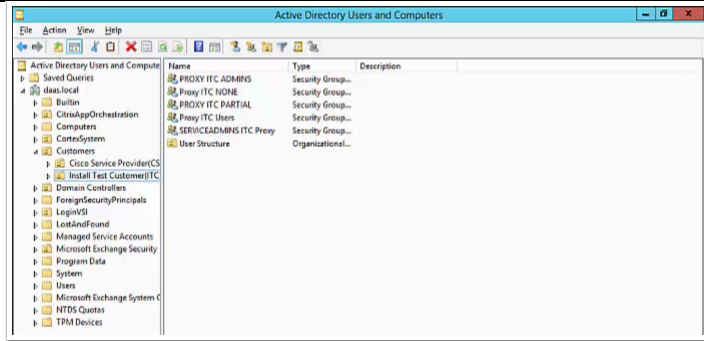 Active Directory Users and Computers
File Action View Help
Active Directory Users and Compute
Saved Queries
daas.local
Builtin
CitrixAppOrchestration
Computers
CortexSystem
Customers
Cisco Service Provider(CS
Install Test Customer(ITC
Domain Controllers
ForeignSecurityPrincipals
LoginVSI
LostAndFound
Managed Service Accounts
Microsoft Exchange Security
Program Data
System
Users
Microsoft Exchange System C
NTDS Quotas
TPM Devices
Name Type Description
PROXY ITC ADMINS Security Group...
Proxy ITC NONE Security Group...
PROXY ITC PARTIAL Security Group...
Proxy ITC Users Security Group...
SERVICEADMINS ITC Proxy Security Group...
User Structure Organizational...